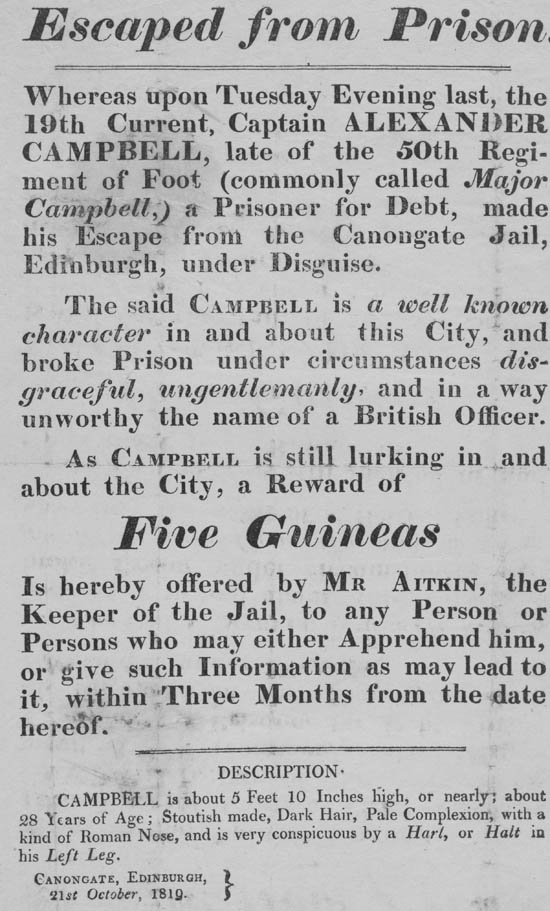 Escaped from Prison.
Whereas upon Tuesday Evening last, the
19th Current, Captain ALEXANDER
CAMPBELL, late of the 50th Regi-
ment of Foot (commonly called Major
Campbell,) a Prisoner for Debt, made
his Escape from the Canongate Jail,
Edinburgh, under Disguise.
The said CAMPBELL is a well known
character in and about this City, and
broke Prison under circumstances dis-
graceful, ungentlemanly, and in a way
unworthy the name of a British Officer.
As CAMPBELL is still lurking in and
about the City, a Reward of
Five Guineas
Is hereby offered by MR AITKIN, the
Keeper of the Jail, to any Person or
Persons who may either Apprehend him,
or give such Information as may lead to
it, within Three Months from the date
hereof.
DESCRIPTION.
CAMPBELL is about 5 Feet 10 Inches high, or nearly; about
28 Years of Age; Stoutish made, Dark Hair, Pale Complexion, with a
kind of Roman Nose, and is very conspicuous by a Harl, or Halt in
his Left Leg.
CANONGATE, EDINBURGH, }
21st October, 1819.